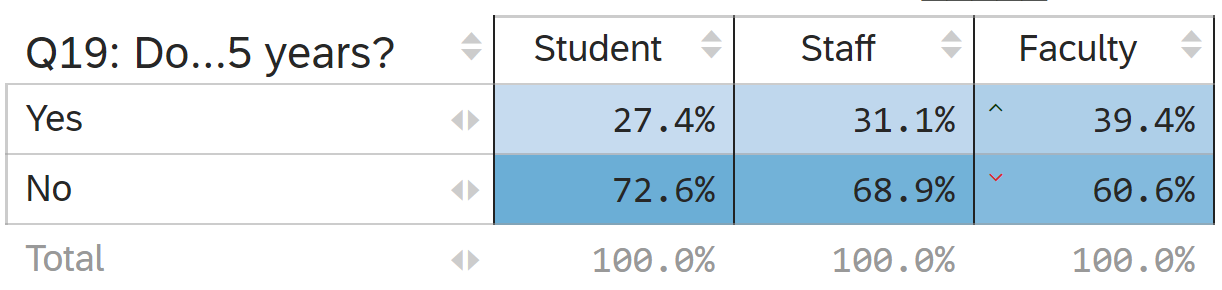 Q19: Do...5 years? Student Staff Faculty
Yes 27.4% 31.1% 39.4%
No 72.6% 68.9% 60.6%
Total 100.0% 100.0% 100.0%